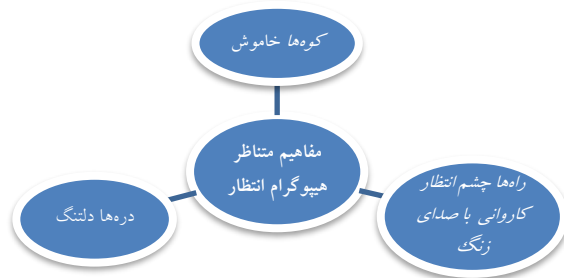 کوه‌ها خاموش
مفاهیم متناظر
هیپوگرام انتظار
راه‌ها چشم انتظار
کاروانی با صدای
زنگ
دره‌ها دلتنگ